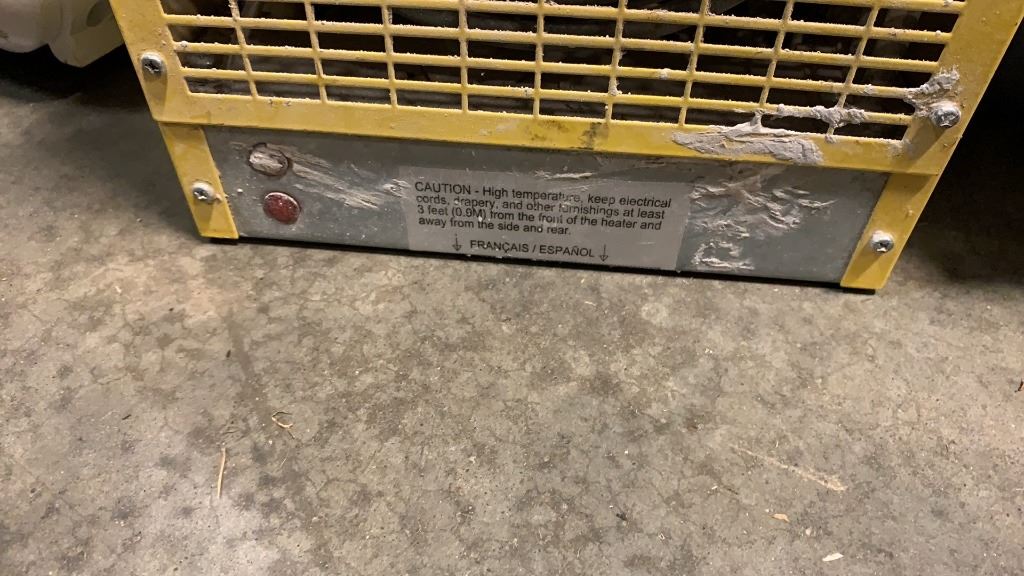 CAUTION - High temperature, keep electrical
cords, drapery, and other furnishings at least
3 feet (0.9M) from the front of the heater and
away from the side and rear.
↓ FRANÇAIS / ESPAÑOL ↓